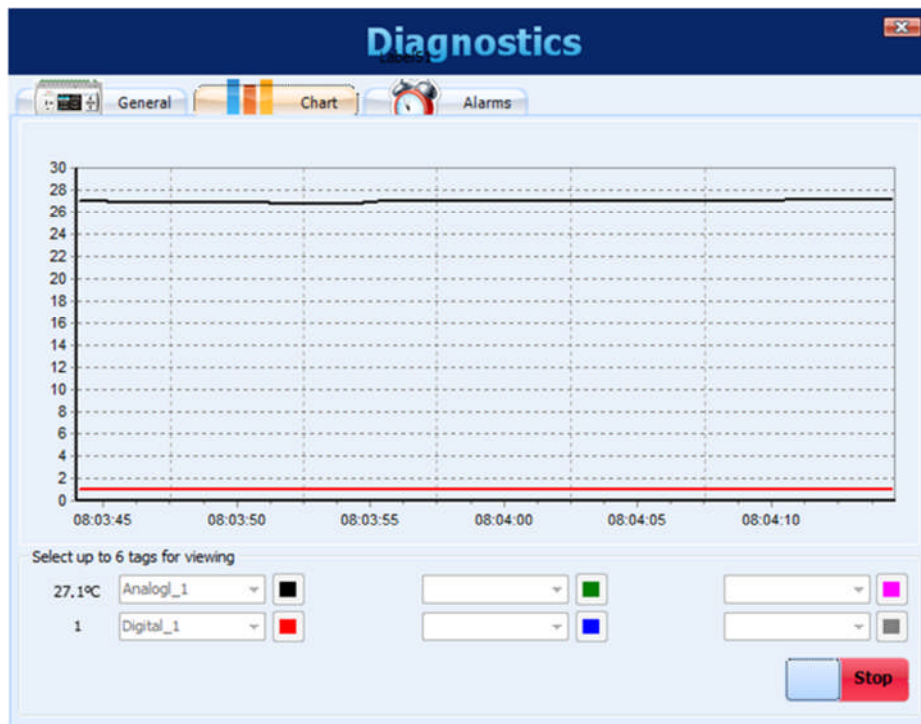 Diagnostics
Label51
General
Chart
Alarms
30
28
26
24
22
20
18
16
14
12
10
8
6
4
2
0
08:03:45 08:03:50 08:03:55 08:04:00 08:04:05 08:04:10
Select up to 6 tags for viewing
27,1ºC AnalogI_1
1 Digital_1
Stop